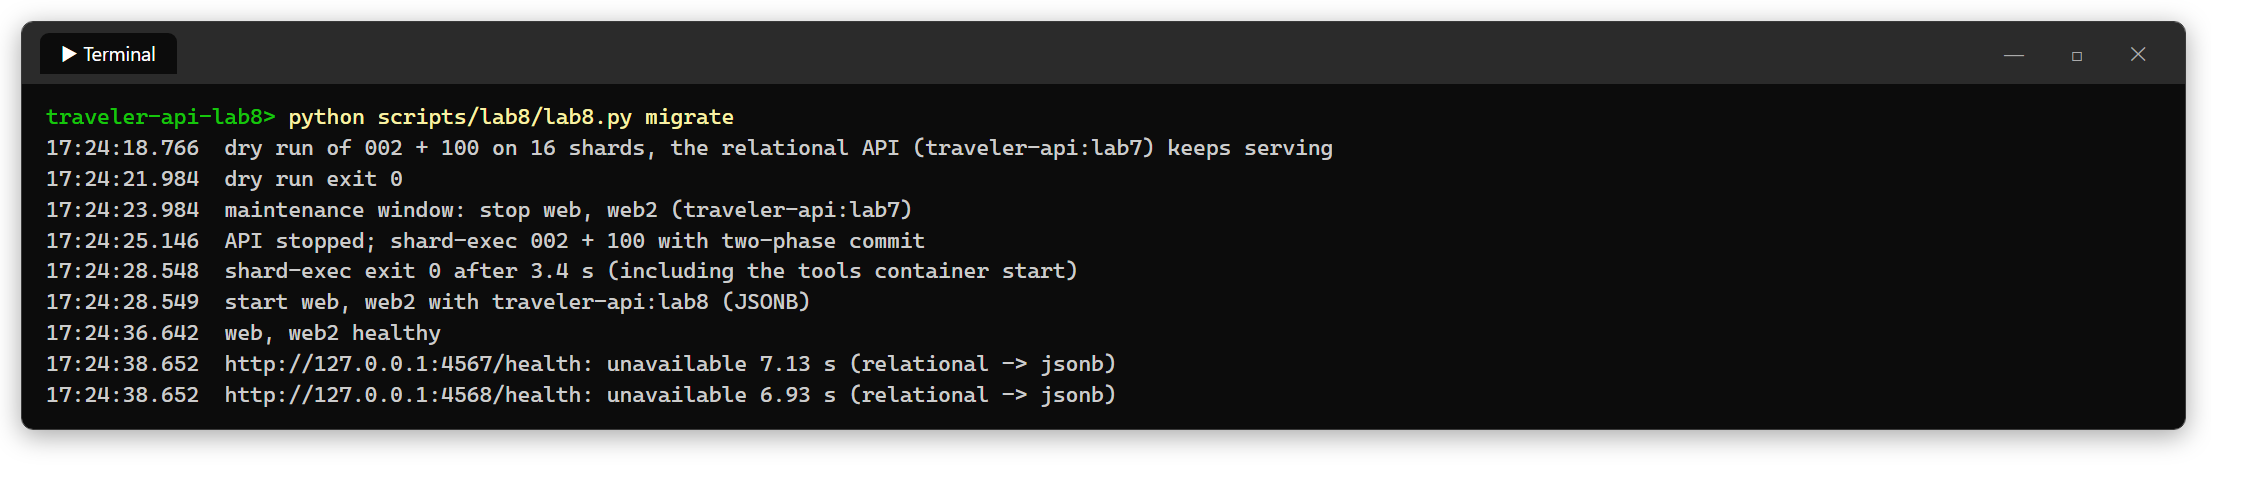 ▶ Terminal
traveler-api-lab8> python scripts/lab8/lab8.py migrate
17:24:18.766  dry run of 002 + 100 on 16 shards, the relational API (traveler-api:lab7) keeps serving
17:24:21.984  dry run exit 0
17:24:23.984  maintenance window: stop web, web2 (traveler-api:lab7)
17:24:25.146  API stopped; shard-exec 002 + 100 with two-phase commit
17:24:28.548  shard-exec exit 0 after 3.4 s (including the tools container start)
17:24:28.549  start web, web2 with traveler-api:lab8 (JSONB)
17:24:36.642  web, web2 healthy
17:24:38.652  http://127.0.0.1:4567/health: unavailable 7.13 s (relational -> jsonb)
17:24:38.652  http://127.0.0.1:4568/health: unavailable 6.93 s (relational -> jsonb)